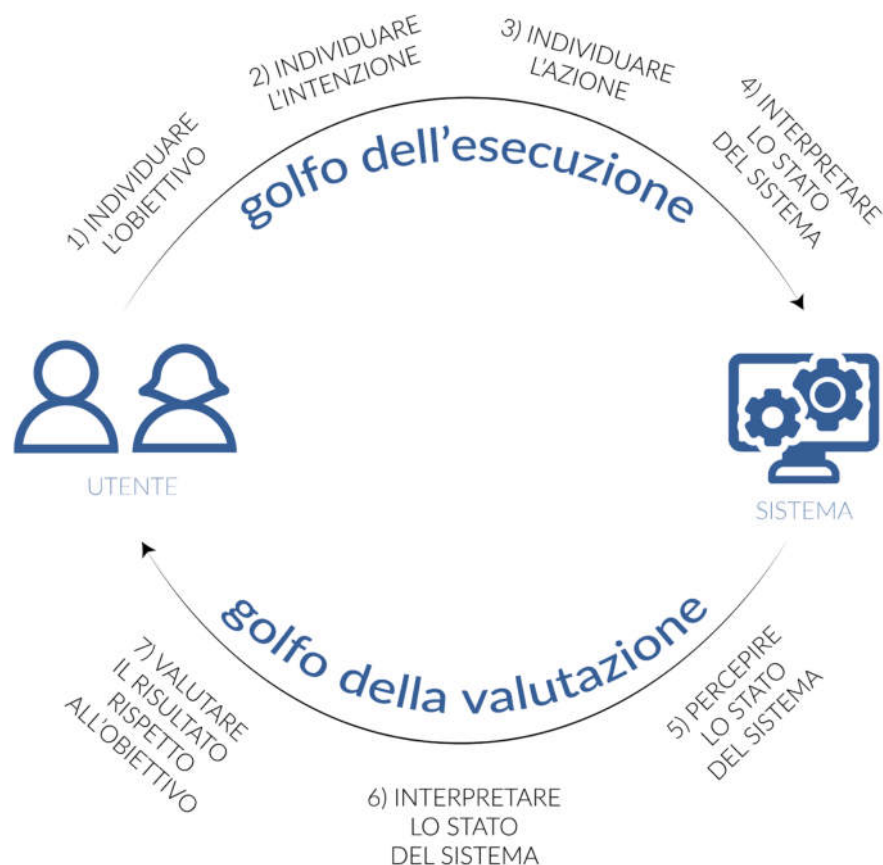 1) INDIVIDUARE
L'OBIETTIVO
2) INDIVIDUARE
L'INTENZIONE
3) INDIVIDUARE
L'AZIONE
4) INTERPRETARE
LO STATO
DEL SISTEMA
golfo dell'esecuzione
UTENTE
SISTEMA
golfo della valutazione
5) PERCEPIRE
LO STATO
DEL SISTEMA
6) INTERPRETARE
LO STATO
DEL SISTEMA
7) VALUTARE
IL RISULTATO
RISPETTO
ALL'OBIETTIVO